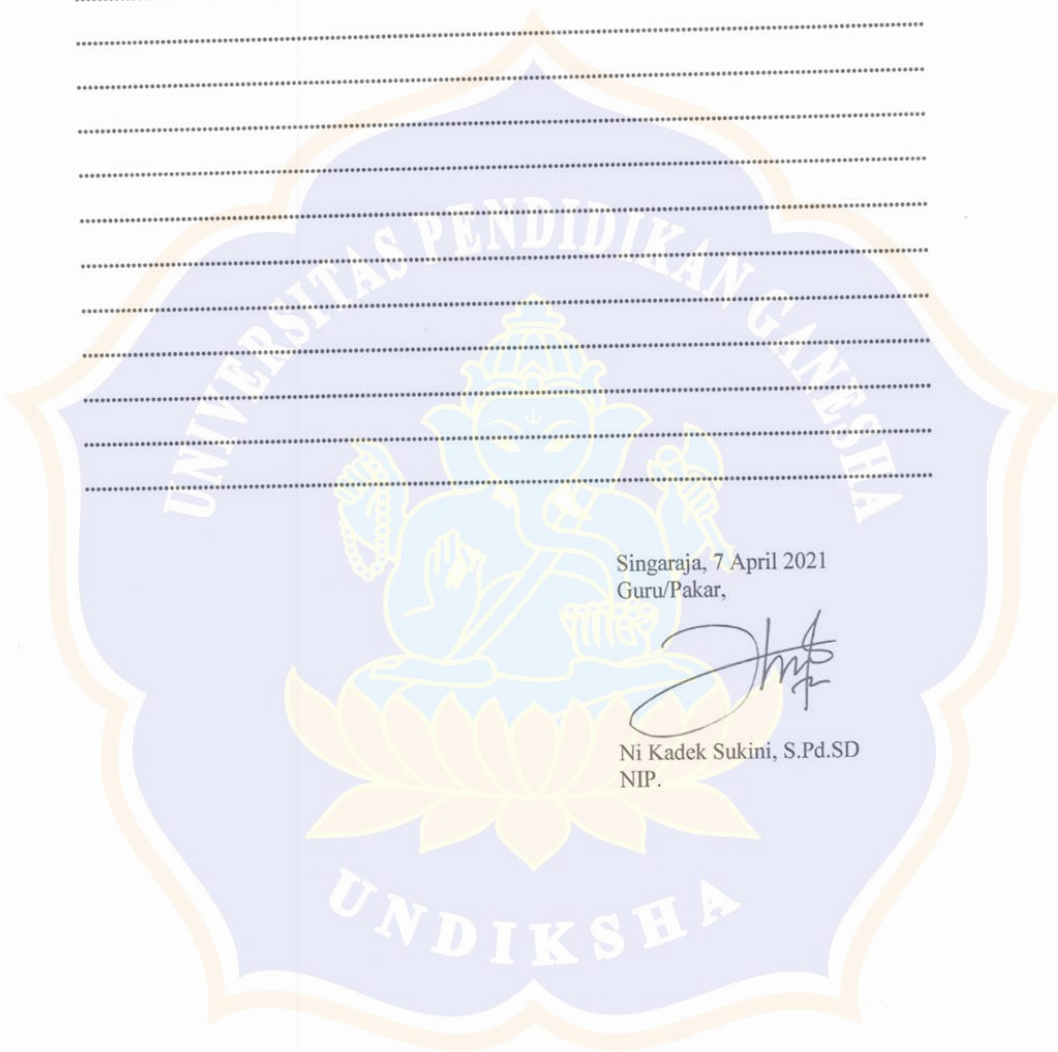 UNIVERSITAS PENDIDIKAN GANESHA
Singaraja, 7 April 2021
Guru/Pakar,
Ni Kadek Sukini, S.Pd.SD
NIP.
UNDIKSHA